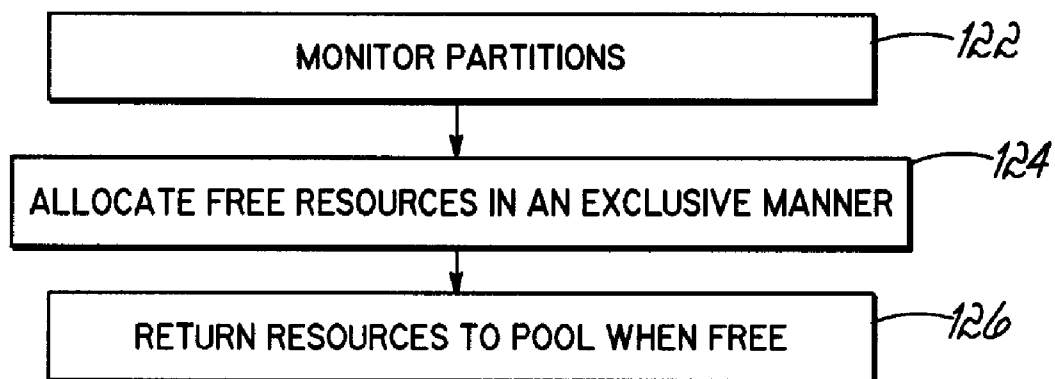 MONITOR PARTITIONS
122
ALLOCATE FREE RESOURCES IN AN EXCLUSIVE MANNER
124
RETURN RESOURCES TO POOL WHEN FREE
126